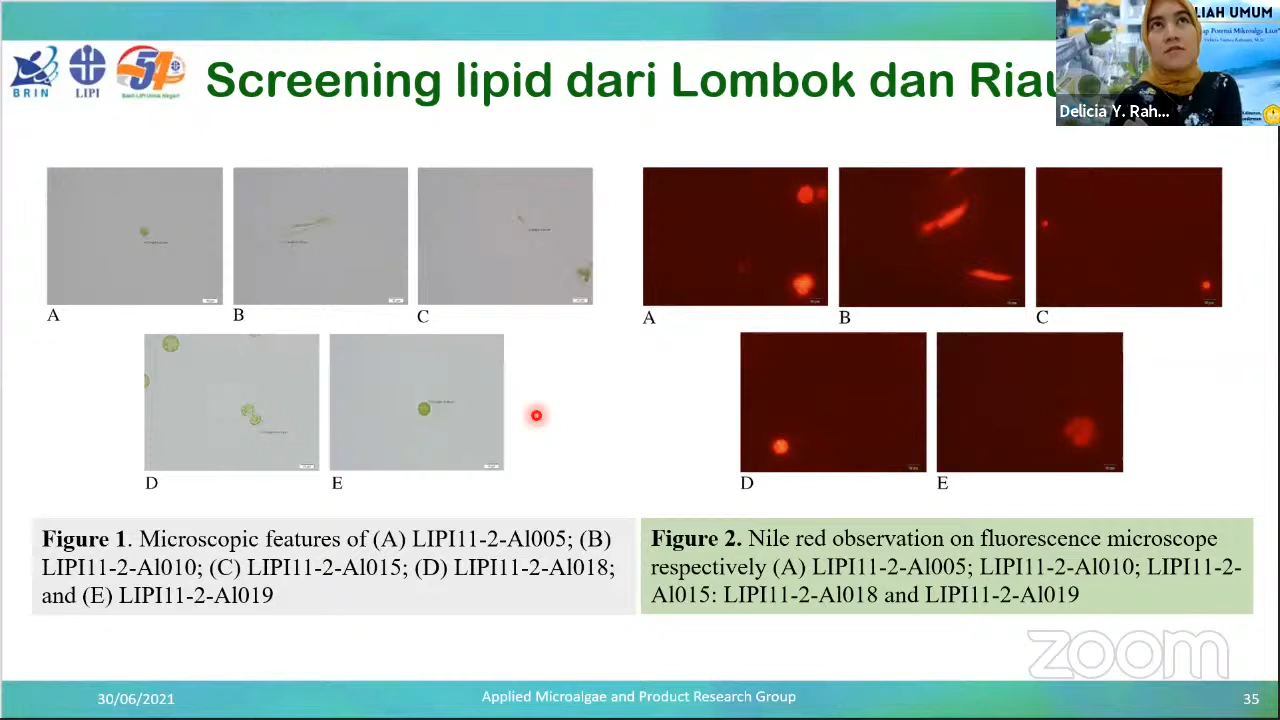 BRIN
LIPI
Screening lipid dari Lombok dan Riau
LIAH UMUM
Delicia Y. Rah...
A
B
C
A
B
C
D
E
D
E
Figure 1. Microscopic features of (A) LIPI11-2-Al005; (B)
LIPI11-2-Al010; (C) LIPI11-2-Al015; (D) LIPI11-2-Al018;
and (E) LIPI11-2-Al019
Figure 2. Nile red observation on fluorescence microscope
respectively (A) LIPI11-2-Al005; LIPI11-2-Al010; LIPI11-2-
Al015: LIPI11-2-Al018 and LIPI11-2-Al019
zoom
30/06/2021
Applied Microalgae and Product Research Group
35